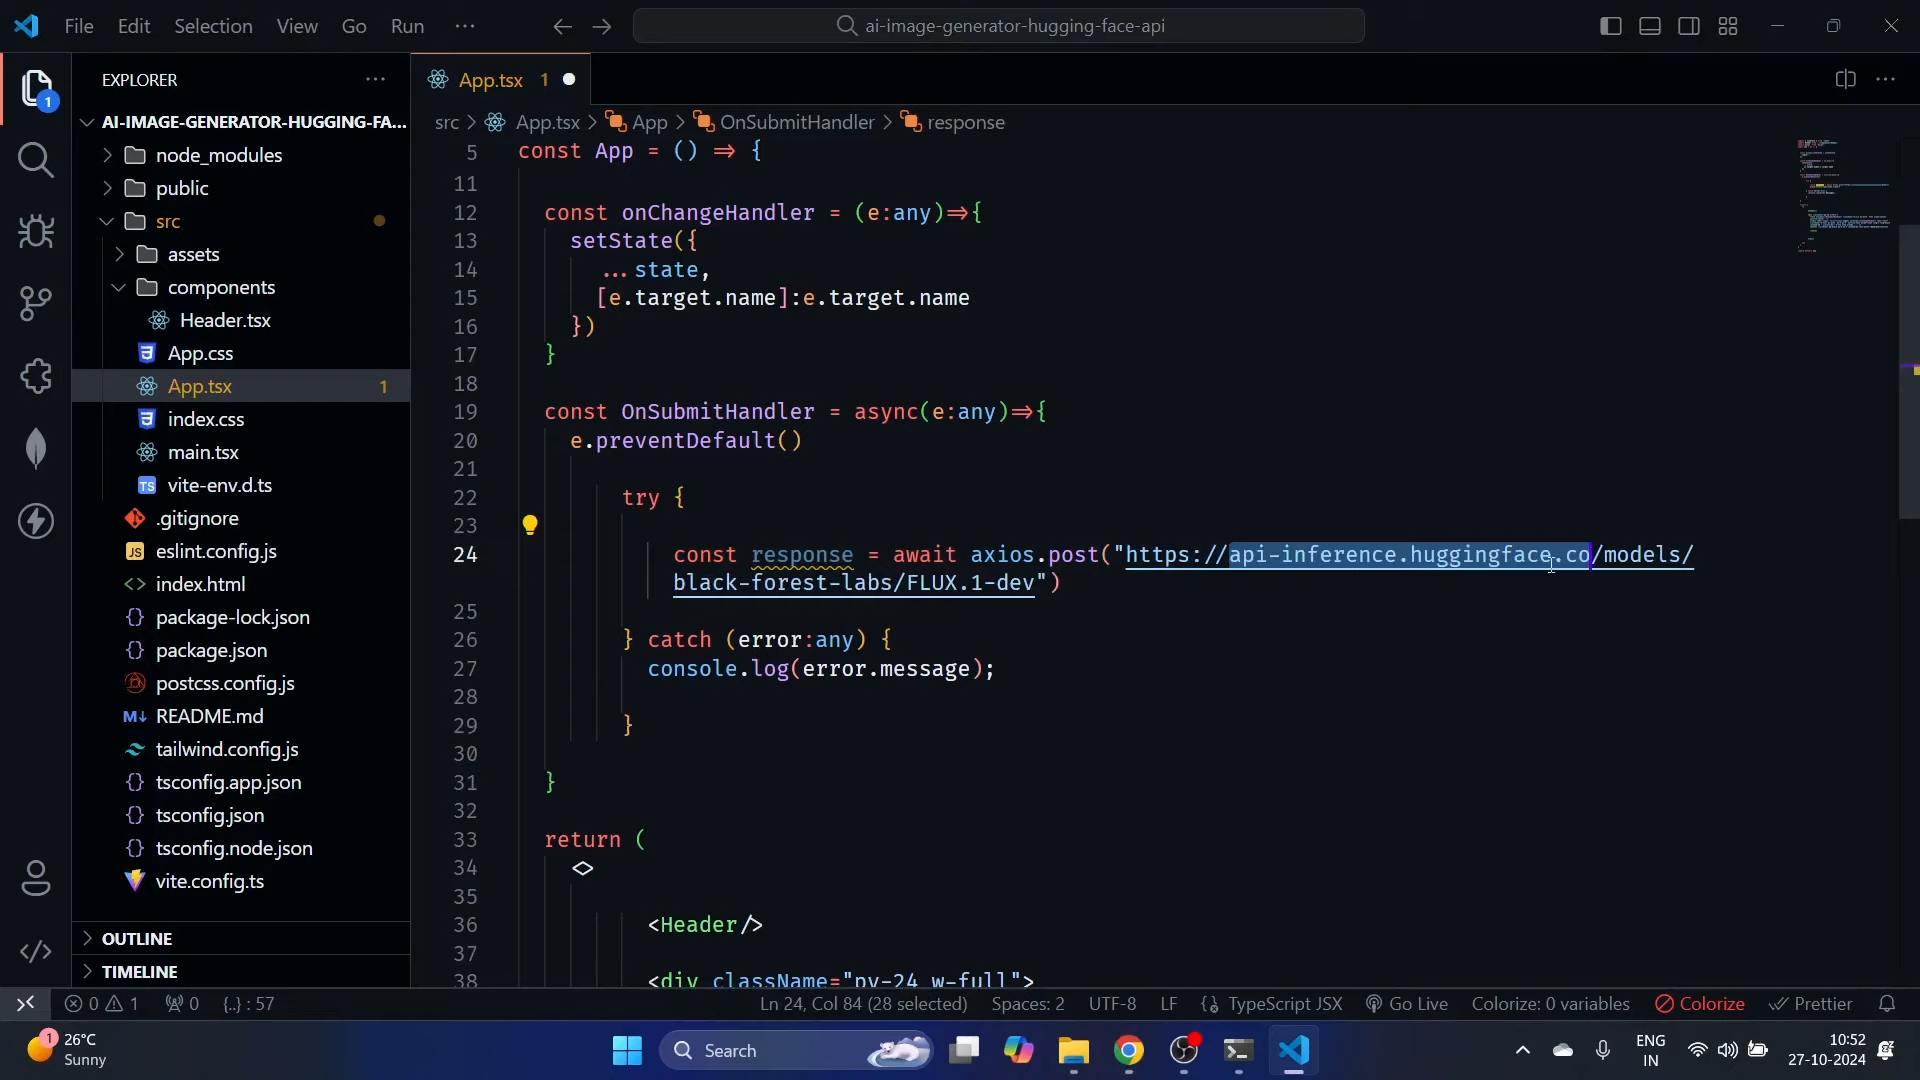 File Edit Selection View Go Run ···
ai-image-generator-hugging-face-api
EXPLORER
1
AI-IMAGE-GENERATOR-HUGGING-FA...
node_modules
public
src
assets
components
Header.tsx
App.css
App.tsx 1
index.css
main.tsx
TS vite-env.d.ts
.gitignore
JS eslint.config.js
index.html
package-lock.json
package.json
postcss.config.js
README.md
tailwind.config.js
tsconfig.app.json
tsconfig.json
tsconfig.node.json
vite.config.ts
OUTLINE
TIMELINE
App.tsx 1
src > App.tsx > App > OnSubmitHandler > response
5 const App = () => {
11
12 const onChangeHandler = (e:any)=>{
13 setState({
14 ...state,
15 [e.target.name]:e.target.name
16 })
17 }
18
19 const OnSubmitHandler = async(e:any)=>{
20 e.preventDefault()
21
22 try {
23
24 const response = await axios.post("https://api-inference.huggingface.co/models/
black-forest-labs/FLUX.1-dev")
25
26 } catch (error:any) {
27 console.log(error.message);
28
29 }
30
31 }
32
33 return (
34 <>
35
36 <Header/>
37
38 <div className="py-24 w-full">
0 1 0 {..} : 57 Ln 24, Col 84 (28 selected) Spaces: 2 UTF-8 LF {} TypeScript JSX Go Live Colorize: 0 variables Colorize Prettier
1 26°C
Sunny
Search
ENG
IN
10:52
27-10-2024